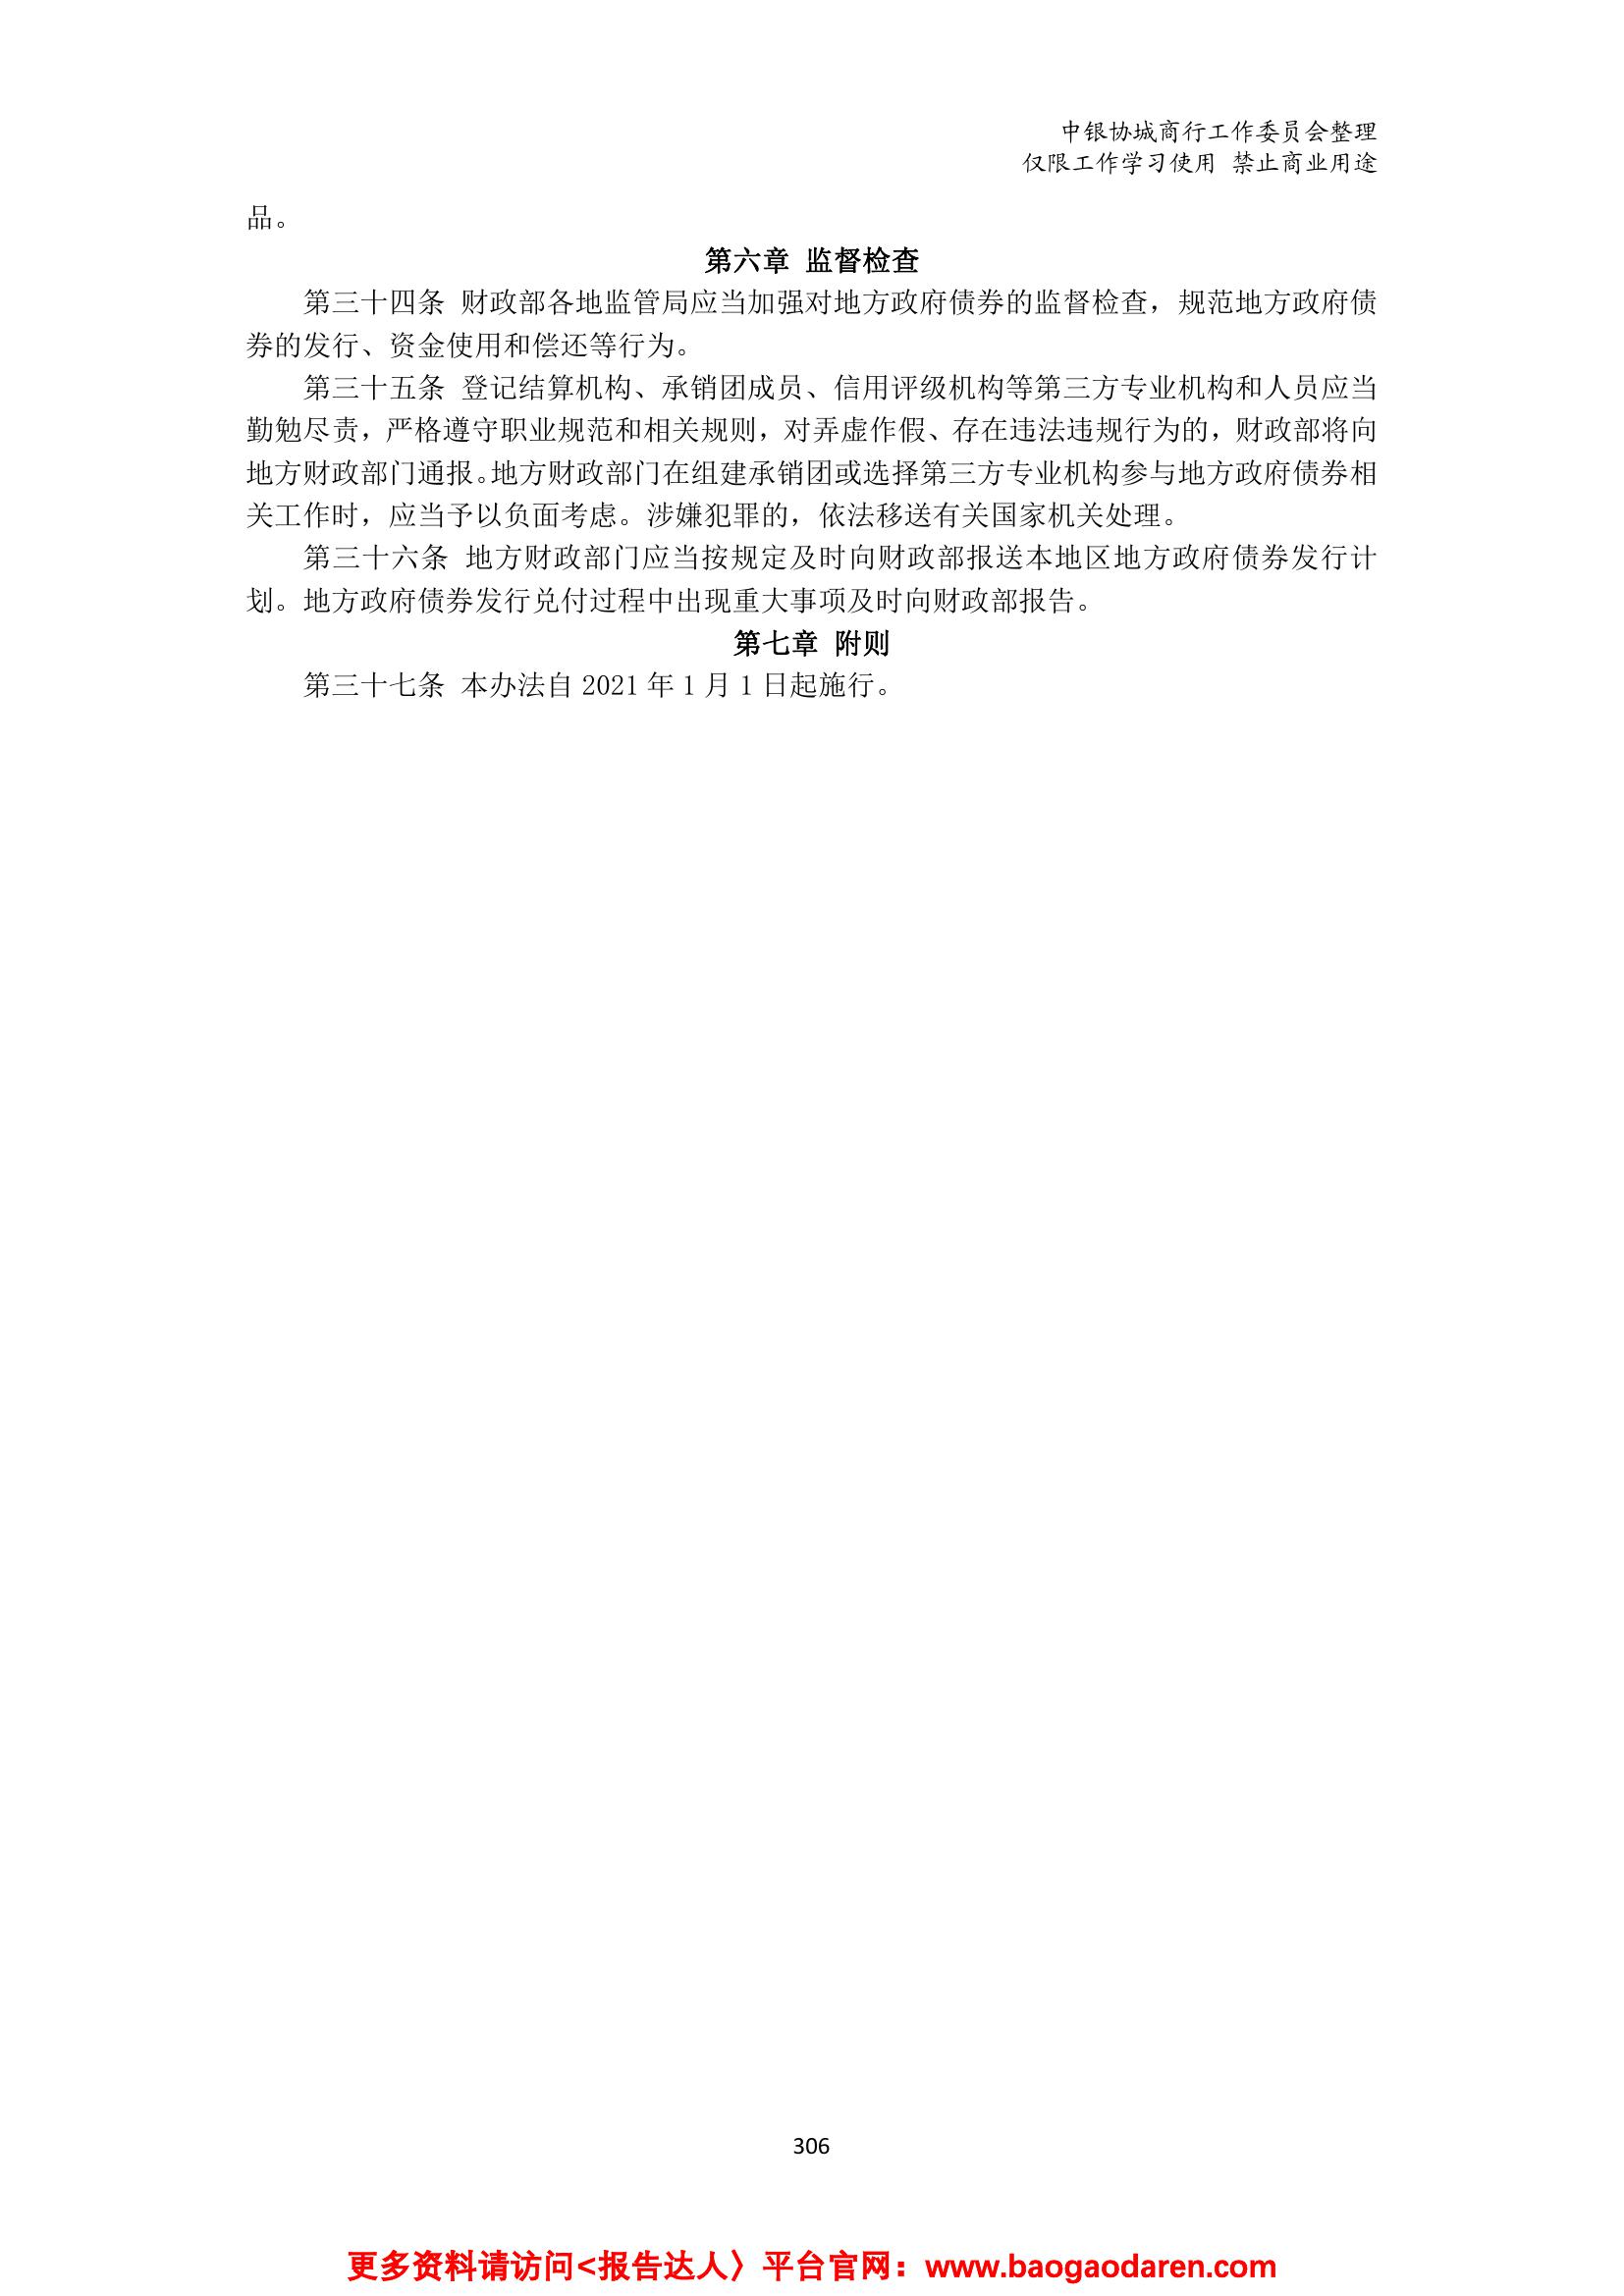 中银协城商行工作委员会整理
仅限工作学习使用 禁止商业用途
品。
第六章 监督检查
第三十四条 财政部各地监管局应当加强对地方政府债券的监督检查，规范地方政府债
券的发行、资金使用和偿还等行为。
第三十五条 登记结算机构、承销团成员、信用评级机构等第三方专业机构和人员应当
勤勉尽责，严格遵守职业规范和相关规则，对弄虚作假、存在违法违规行为的，财政部将向
地方财政部门通报。地方财政部门在组建承销团或选择第三方专业机构参与地方政府债券相
关工作时，应当予以负面考虑。涉嫌犯罪的，依法移送有关国家机关处理。
第三十六条 地方财政部门应当按规定及时向财政部报送本地区地方政府债券发行计
划。地方政府债券发行兑付过程中出现重大事项及时向财政部报告。
第七章 附则
第三十七条 本办法自 2021 年 1 月 1 日起施行。
306
更多资料请访问<报告达人〉平台官网：www.baogaodaren.com